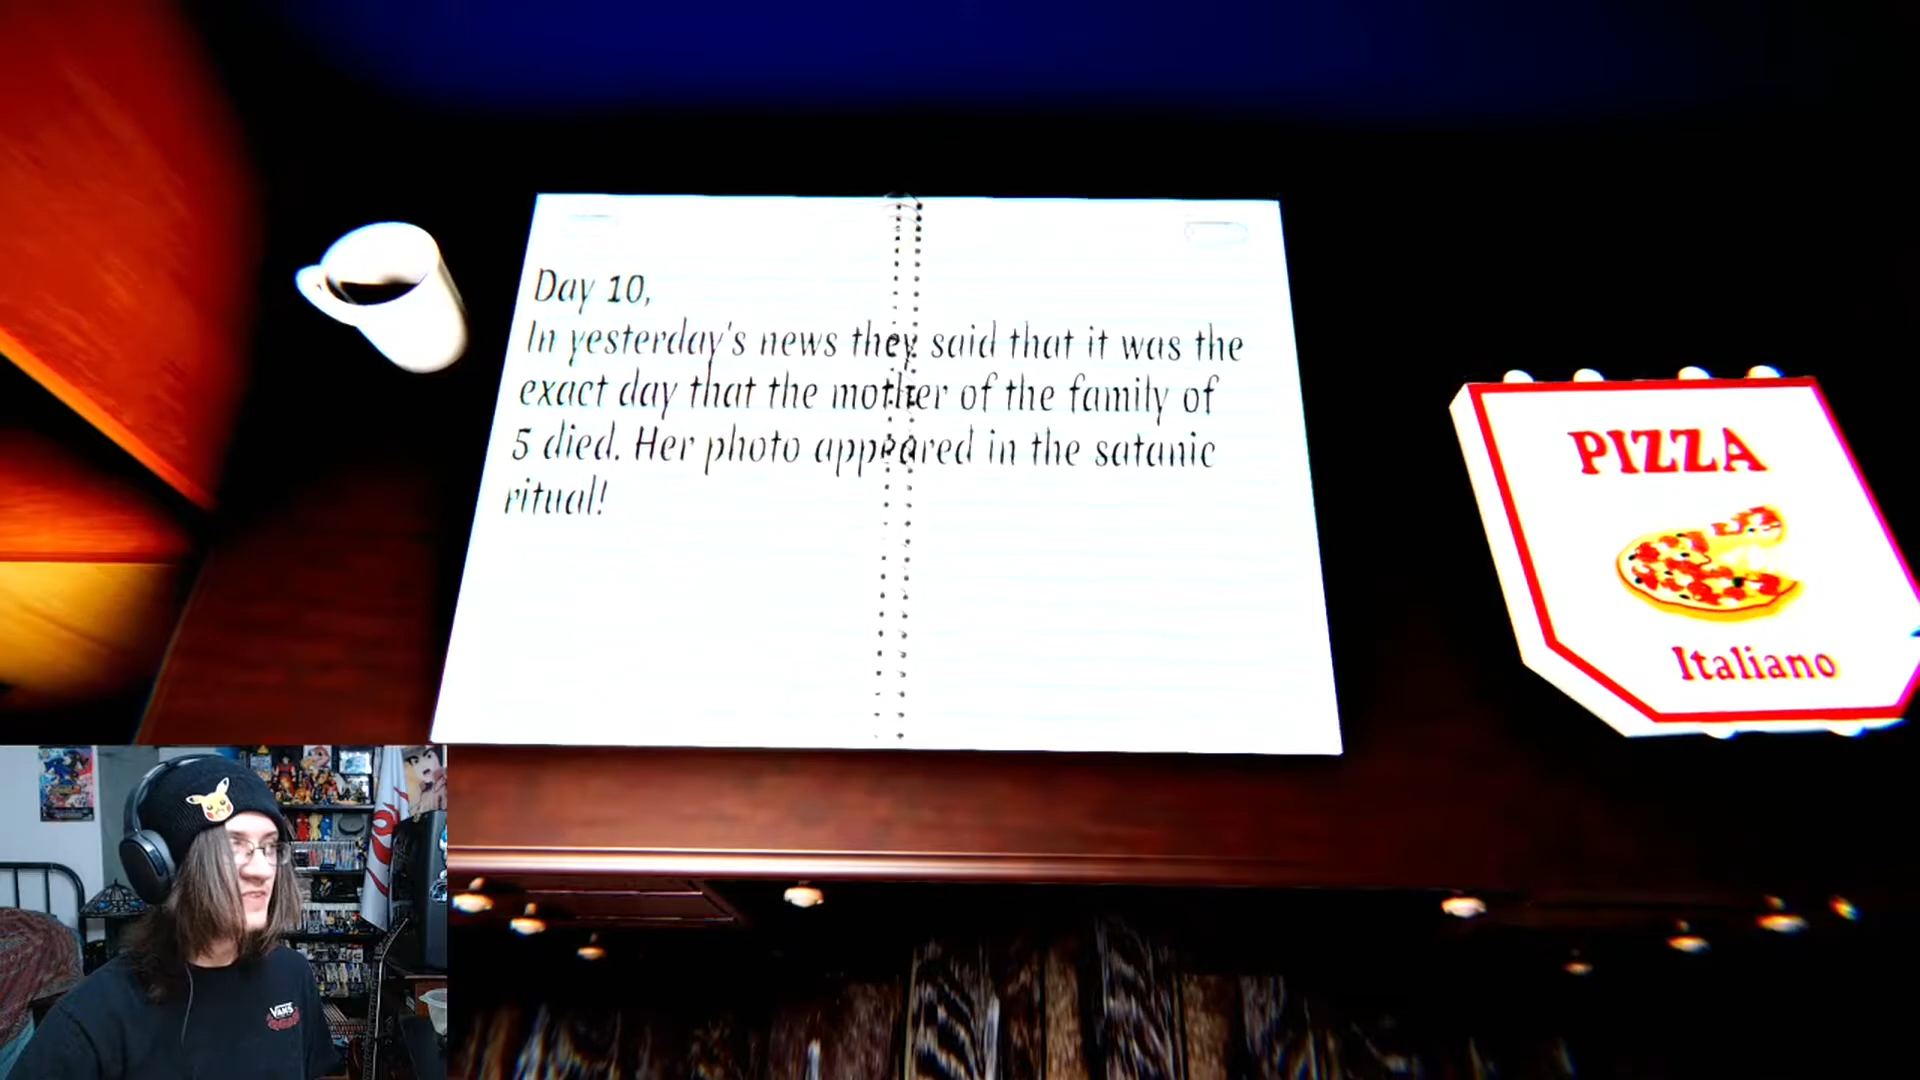 Day 10,
In yesterday's news they said that it was the
exact day that the mother of the family of
5 died. Her photo appeared in the satanic
ritual!
PIZZA
Italiano
VANS